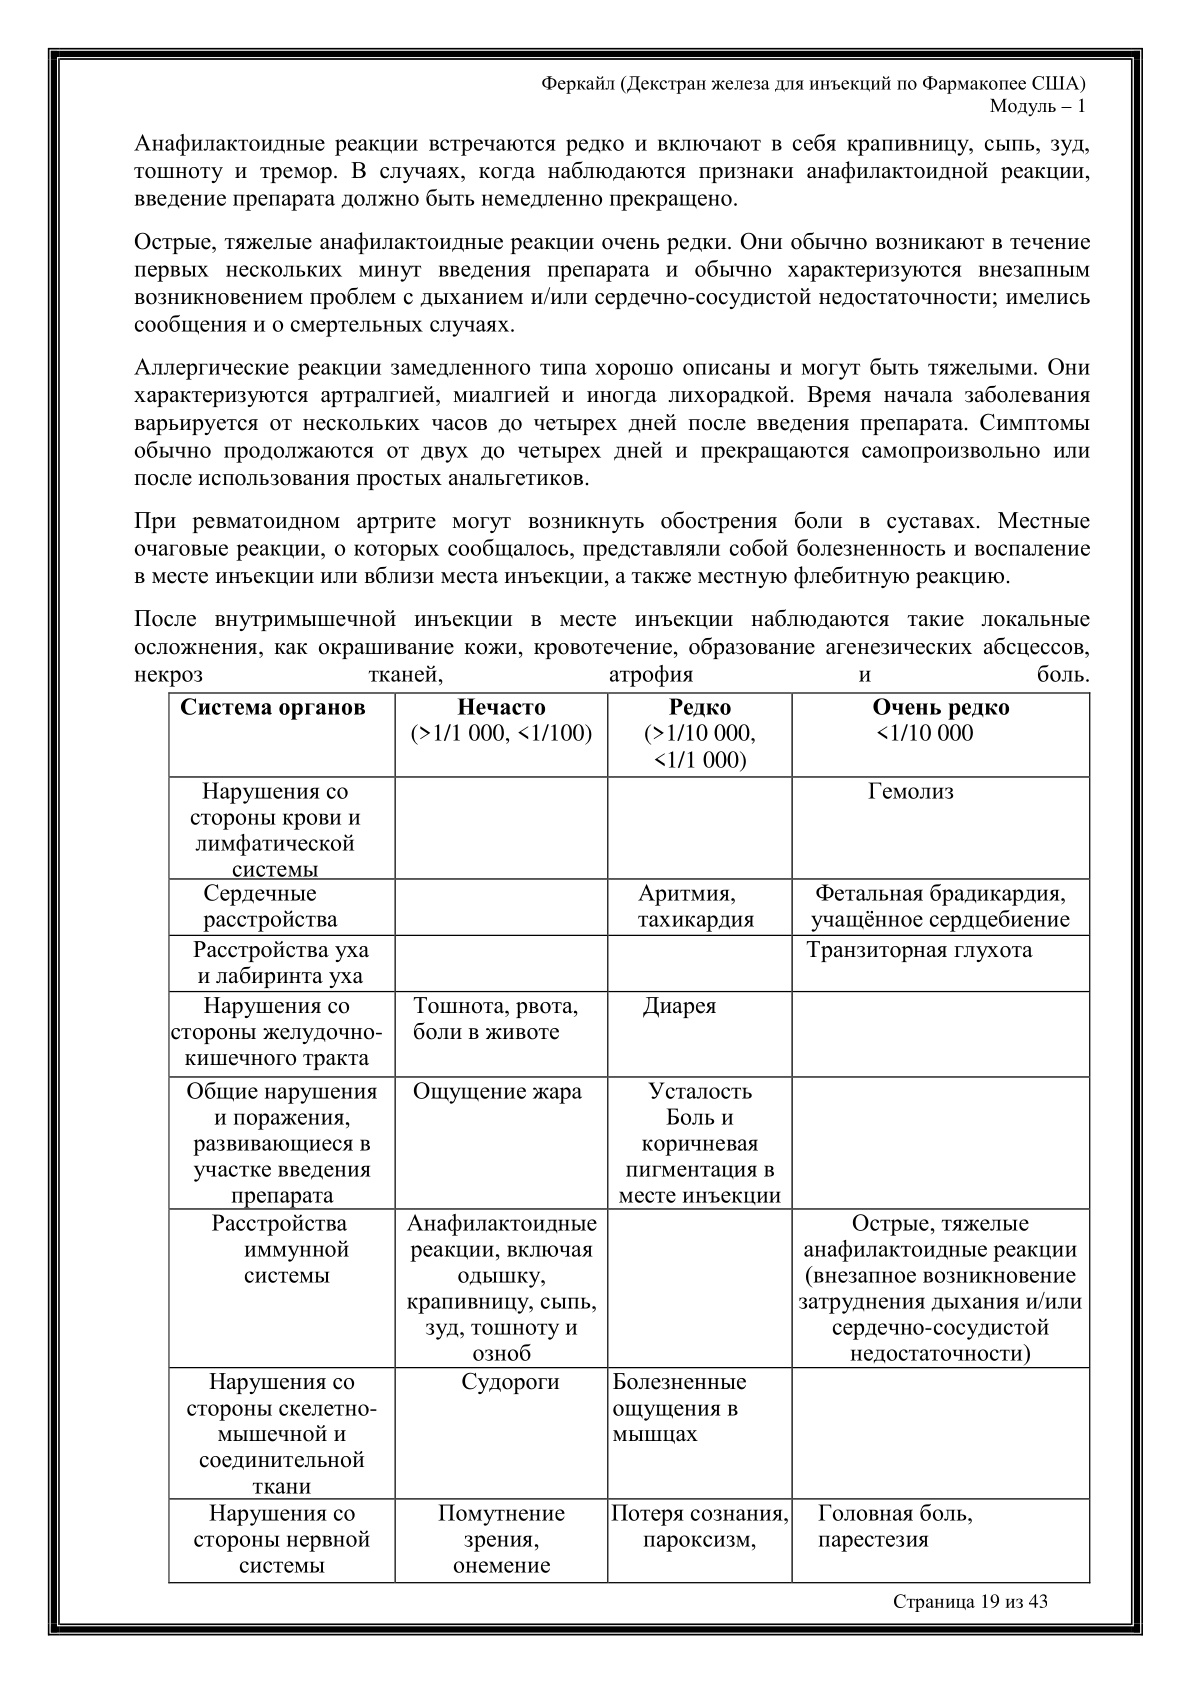 Феркайл (Декстран железа для инъекций по Фармакопее США)
Модуль – 1
Анафилактоидные реакции встречаются редко и включают в себя крапивницу, сыпь, зуд,
тошноту и тремор. В случаях, когда наблюдаются признаки анафилактоидной реакции,
введение препарата должно быть немедленно прекращено.
Острые, тяжелые анафилактоидные реакции очень редки. Они обычно возникают в течение
первых нескольких минут введения препарата и обычно характеризуются внезапным
возникновением проблем с дыханием и/или сердечно-сосудистой недостаточности; имелись
сообщения и о смертельных случаях.
Аллергические реакции замедленного типа хорошо описаны и могут быть тяжелыми. Они
характеризуются артралгией, миалгией и иногда лихорадкой. Время начала заболевания
варьируется от нескольких часов до четырех дней после введения препарата. Симптомы
обычно продолжаются от двух до четырех дней и прекращаются самопроизвольно или
после использования простых анальгетиков.
При ревматоидном артрите могут возникнуть обострения боли в суставах. Местные
очаговые реакции, о которых сообщалось, представляли собой болезненность и воспаление
в месте инъекции или вблизи места инъекции, а также местную флебитную реакцию.
После внутримышечной инъекции в месте инъекции наблюдаются такие локальные
осложнения, как окрашивание кожи, кровотечение, образование агенезических абсцессов,
некроз тканей, атрофия и боль.
Система органов
Нечасто
(>1/1 000, <1/100)
Редко
(>1/10 000,
<1/1 000)
Очень редко
<1/10 000
Нарушения со
стороны крови и
лимфатической
системы
Гемолиз
Сердечные
расстройства
Аритмия,
тахикардия
Фетальная брадикардия,
учащённое сердцебиение
Расстройства уха
и лабиринта уха
Транзиторная глухота
Нарушения со
стороны желудочно-
кишечного тракта
Тошнота, рвота,
боли в животе
Диарея
Общие нарушения
и поражения,
развивающиеся в
участке введения
препарата
Ощущение жара
Усталость
Боль и
коричневая
пигментация в
месте инъекции
Расстройства
иммунной
системы
Анафилактоидные
реакции, включая
одышку,
крапивницу, сыпь,
зуд, тошноту и
озноб
Острые, тяжелые
анафилактоидные реакции
(внезапное возникновение
затруднения дыхания и/или
сердечно-сосудистой
недостаточности)
Нарушения со
стороны скелетно-
мышечной и
соединительной
ткани
Судороги
Болезненные
ощущения в
мышцах
Нарушения со
стороны нервной
системы
Помутнение
зрения,
онемение
Потеря сознания,
пароксизм,
Головная боль,
парестезия
Страница 19 из 43